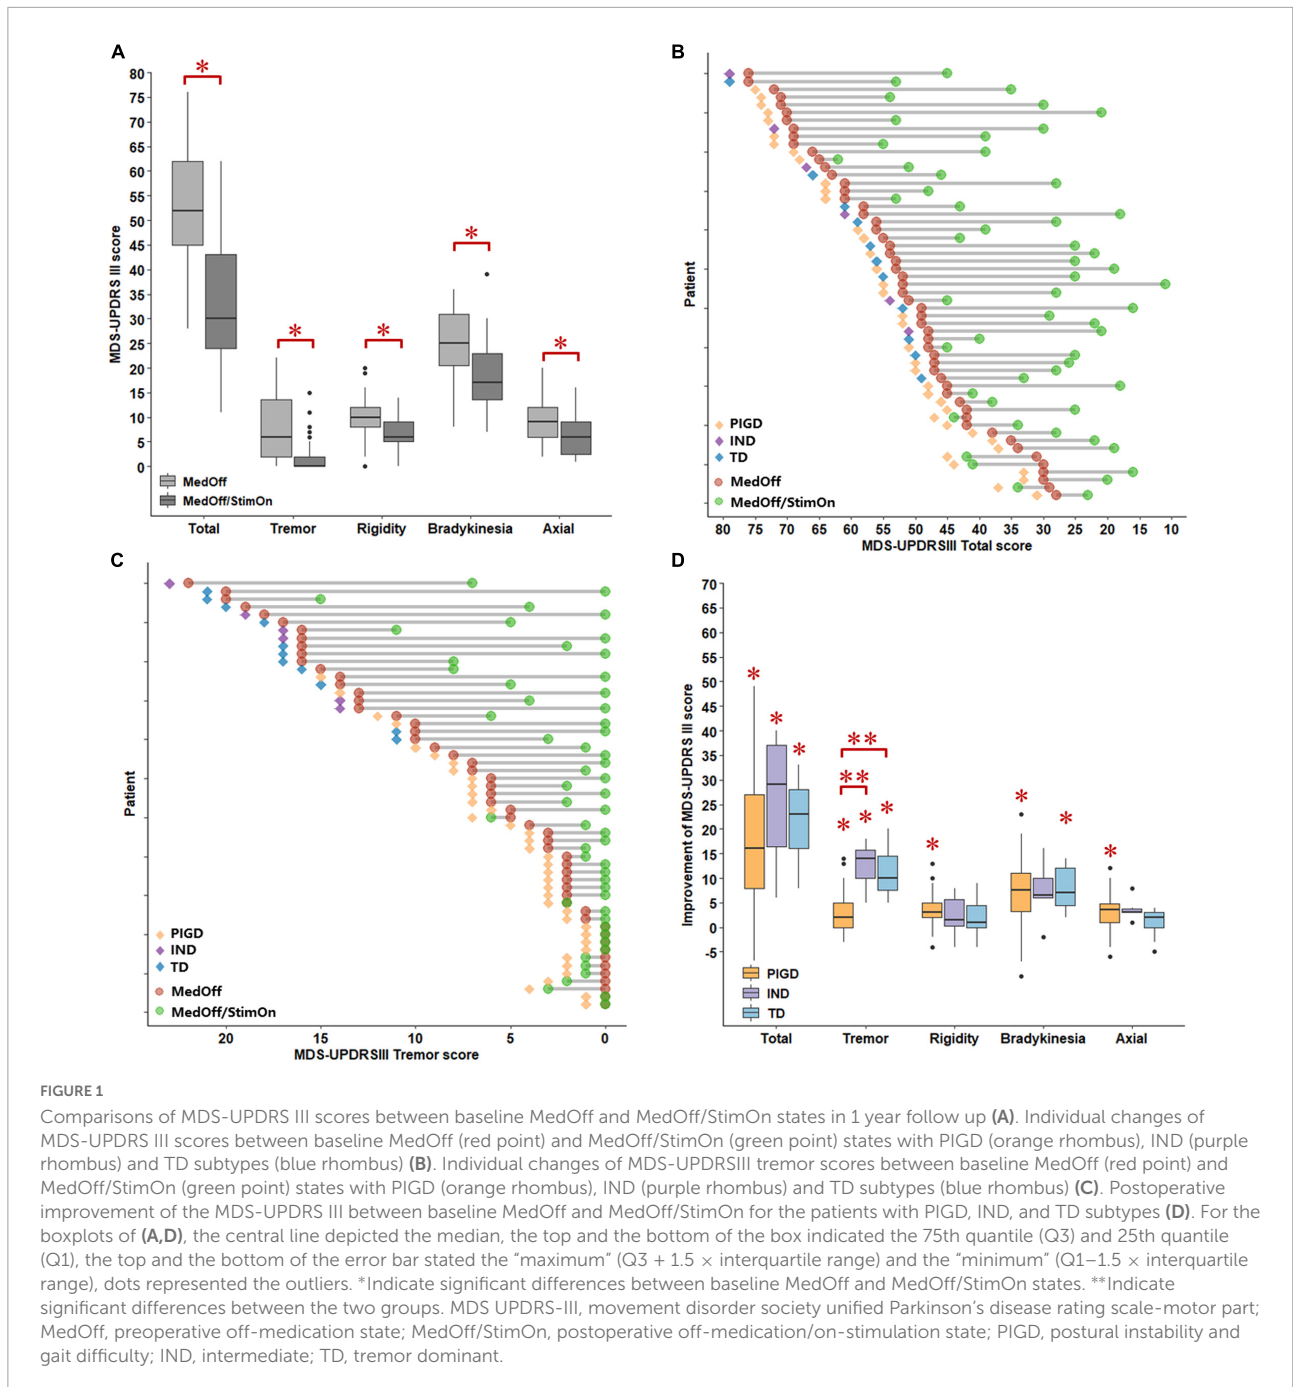 A
MDS-UPDRS III score
80
75
70
65
60
55
50
45
40
35
30
25
20
15
10
5
0
*
*
*
*
*
MedOff
MedOff/StimOn
Total Tremor Rigidity Bradykinesia Axial
B
Patient
PIGD
IND
TD
MedOff
MedOff/StimOn
80 75 70 65 60 55 50 45 40 35 30 25 20 15 10
MDS-UPDRSIII Total score
C
Patient
PIGD
IND
TD
MedOff
MedOff/StimOn
20 15 10 5 0
MDS-UPDRSIII Tremor score
D
Improvement of MDS-UPDRS III score
70
65
60
55
50
45
40
35
30
25
20
15
10
5
0
-5
*
*
*
**
**
*
*
*
*
*
*
*
PIGD
IND
TD
Total Tremor Rigidity Bradykinesia Axial
FIGURE 1
Comparisons of MDS-UPDRS III scores between baseline MedOff and MedOff/StimOn states in 1 year follow up (A). Individual changes of
MDS-UPDRS III scores between baseline MedOff (red point) and MedOff/StimOn (green point) states with PIGD (orange rhombus), IND (purple
rhombus) and TD subtypes (blue rhombus) (B). Individual changes of MDS-UPDRSIII tremor scores between baseline MedOff (red point) and
MedOff/StimOn (green point) states with PIGD (orange rhombus), IND (purple rhombus) and TD subtypes (blue rhombus) (C). Postoperative
improvement of the MDS-UPDRS III between baseline MedOff and MedOff/StimOn for the patients with PIGD, IND, and TD subtypes (D). For the
boxplots of (A,D), the central line depicted the median, the top and the bottom of the box indicated the 75th quantile (Q3) and 25th quantile
(Q1), the top and the bottom of the error bar stated the “maximum” (Q3 + 1.5 × interquartile range) and the “minimum” (Q1–1.5 × interquartile
range), dots represented the outliers. *Indicate significant differences between baseline MedOff and MedOff/StimOn states. **Indicate
significant differences between the two groups. MDS UPDRS-III, movement disorder society unified Parkinson’s disease rating scale-motor part;
MedOff, preoperative off-medication state; MedOff/StimOn, postoperative off-medication/on-stimulation state; PIGD, postural instability and
gait difficulty; IND, intermediate; TD, tremor dominant.